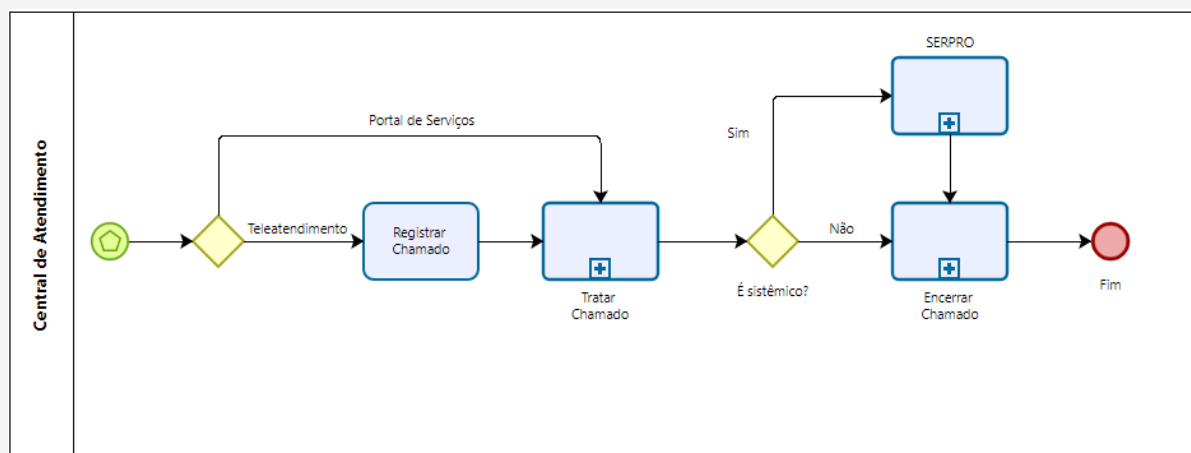 Central de Atendimento
Portal de Serviços
Teleatendimento
Registrar
Chamado
Tratar
Chamado
É sistêmico?
Sim
Não
SERPRO
Encerrar
Chamado
Fim